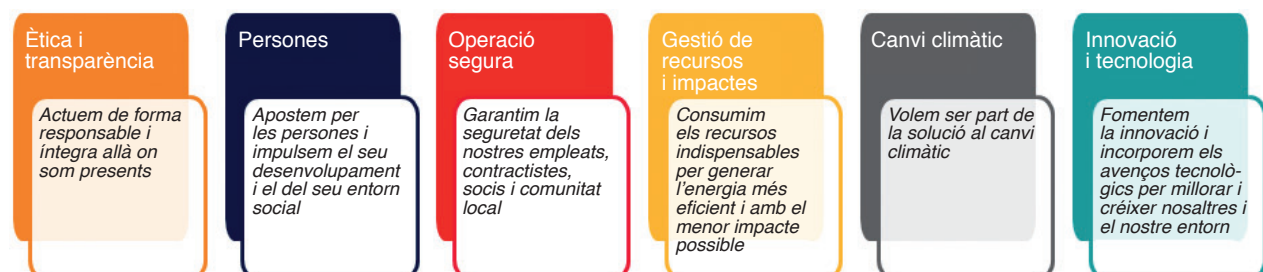 Ètica i
transparència
Actuem de forma
responsable i
íntegra allà on
som presents
Persones
Apostem per
les persones i
impulsem el seu
desenvolupament
i el del seu entorn
social
Operació
segura
Garantim la
seguretat dels
nostres empleats,
contractistes,
socis i comunitat
local
Gestió de
recursos
i impactes
Consumim
els recursos
indispensables
per generar
l’energia més
eficient i amb el
menor impacte
possible
Canvi climàtic
Volem ser part de
la solució al canvi
climàtic
Innovació
i tecnologia
Fomentem
la innovació i
incorporem els
avenços tecnolò-
gics per millorar i
créixer nosaltres i
el nostre entorn